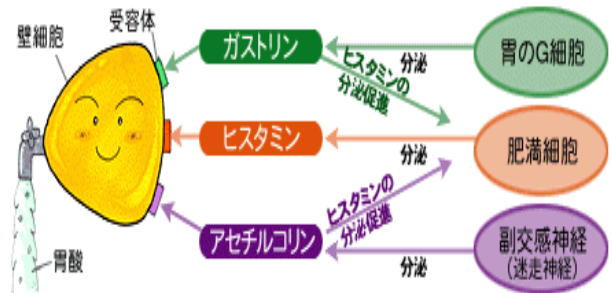 壁細胞
受容体
ガストリン
分泌
胃のG細胞
ヒスタミンの
分泌促進
ヒスタミン
分泌
肥満細胞
ヒスタミンの
分泌促進
アセチルコリン
分泌
副交感神経
(迷走神経)
胃酸